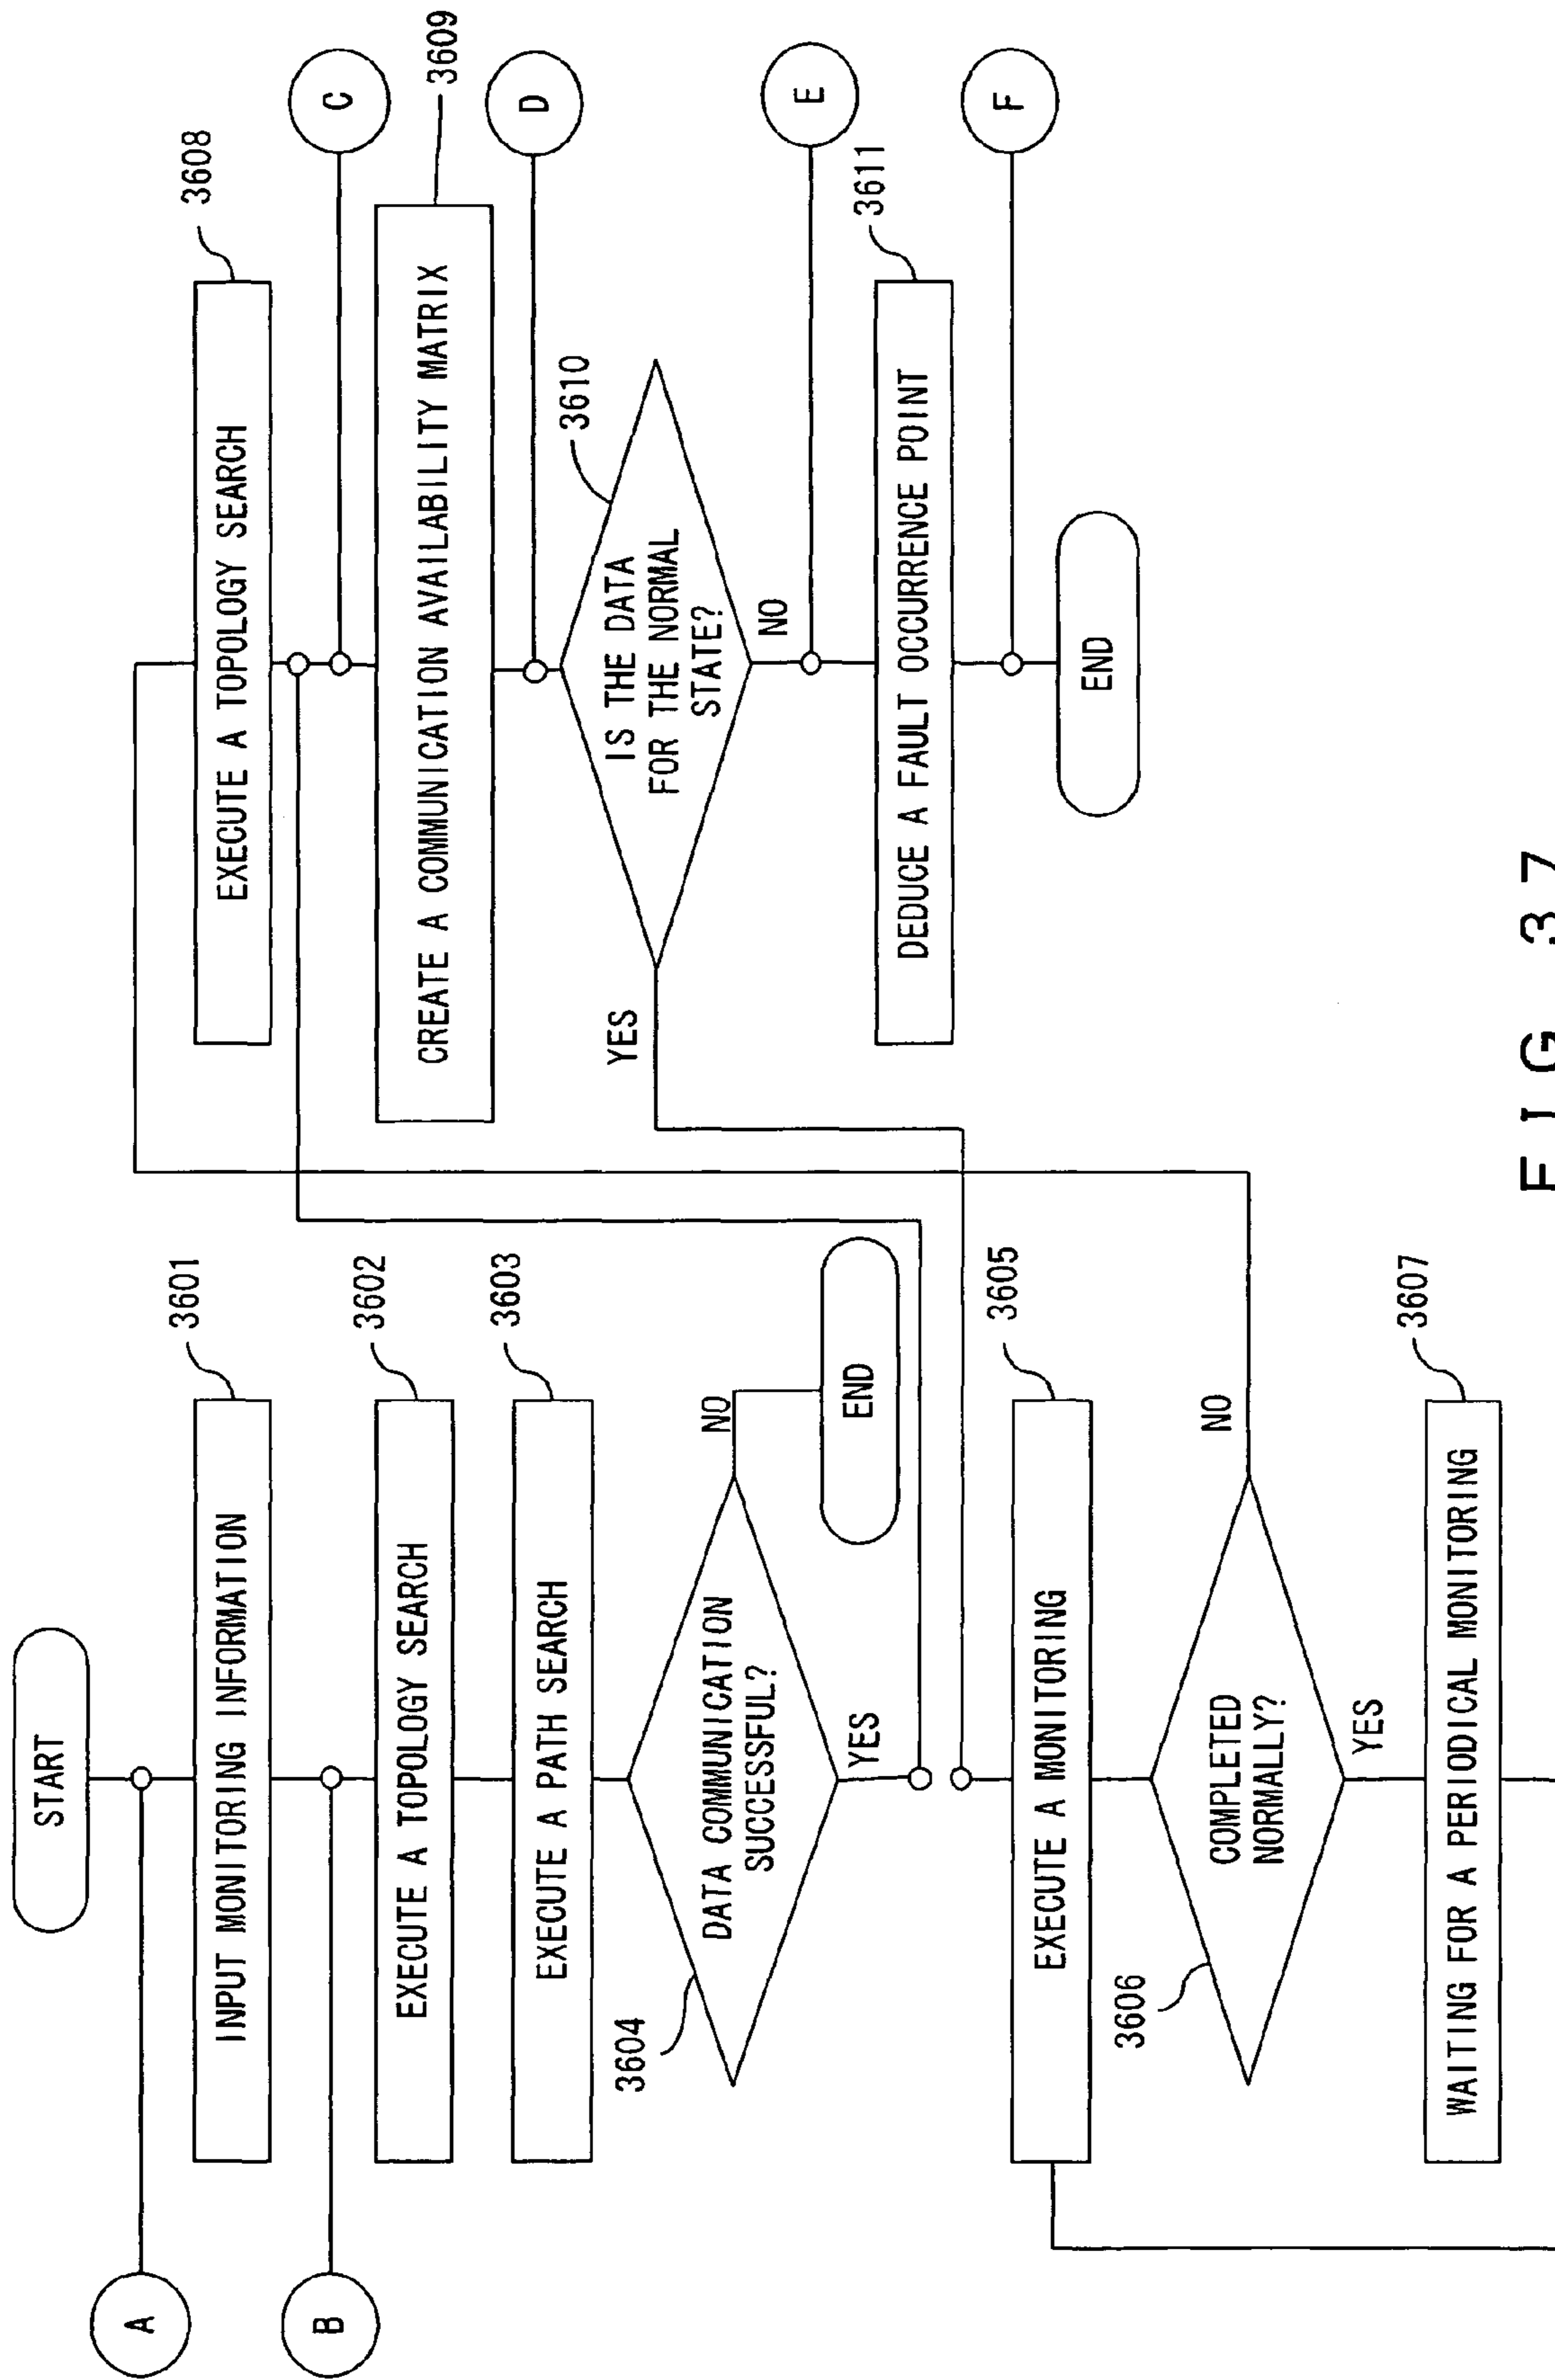 START
A
INPUT MONITORING INFORMATION
3601
B
EXECUTE A TOPOLOGY SEARCH
3602
EXECUTE A PATH SEARCH
3603
3604
DATA COMMUNICATION
SUCCESSFUL?
NO
END
YES
EXECUTE A MONITORING
3605
3606
COMPLETED
NORMALLY?
NO
YES
WAITING FOR A PERIODICAL MONITORING
3607
EXECUTE A TOPOLOGY SEARCH
3608
C
CREATE A COMMUNICATION AVAILABILITY MATRIX
3609
D
3610
IS THE DATA
FOR THE NORMAL
STATE?
YES
NO
E
DEDUCE A FAULT OCCURRENCE POINT
3611
F
END
FIG. 37